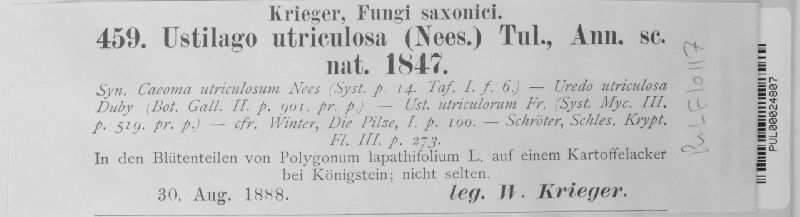 Krieger, Fungi saxonici.
459. Ustilago utriculosa (Nees.) Tul., Ann. sc.
nat. 1847.
Syn. Caeoma utriculosum Nees (Syst. p. 14. Taf. I. f. 6.) — Uredo utriculosa
Duby (Bot. Gall. II. p. 901. pr. p.) — Ust. utriculorum Fr. (Syst. Myc. III.
p. 519. pr. p.) — cfr. Winter, Die Pilze, I. p. 100. — Schröter, Schles. Krypt.
Fl. III. p. 273.
In den Blütenteilen von Polygonum lapathifolium L. auf einem Kartoffelacker
bei Königstein; nicht selten.
30. Aug. 1888. leg. W. Krieger.
PUL F10117
PUL00024807